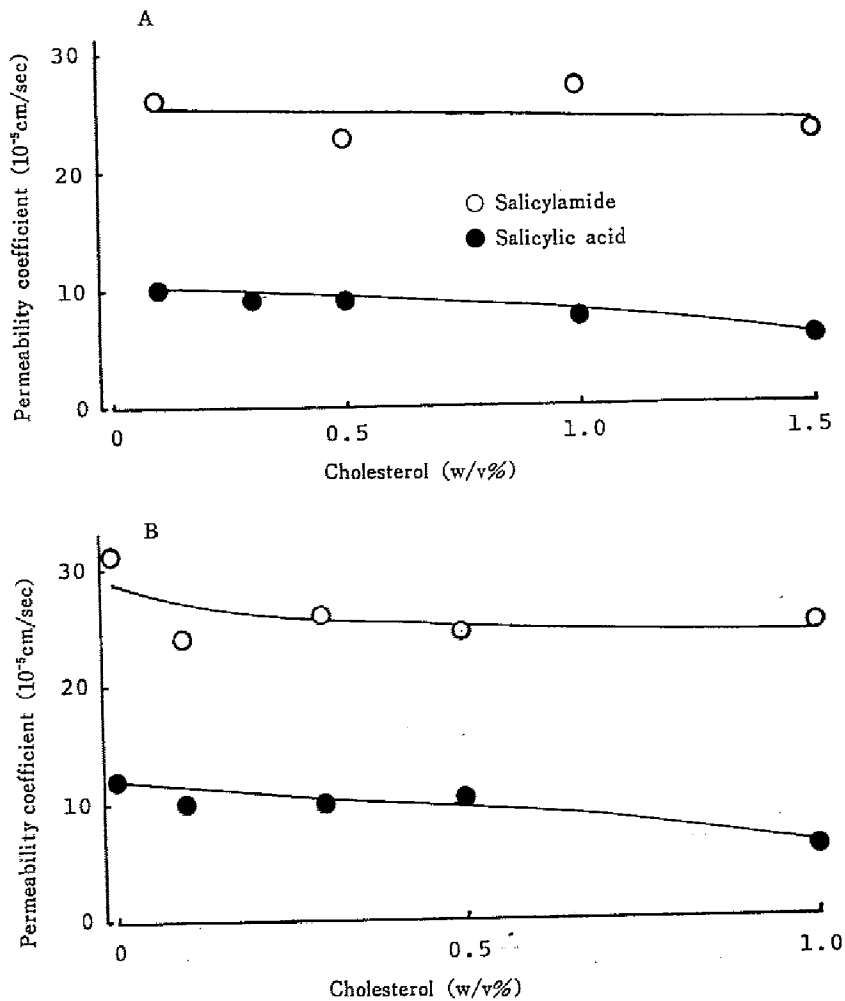 A
Permeability coefficient (10⁻⁵cm/sec)
30
20
10
0
○ Salicylamide
● Salicylic acid
0 0.5 1.0 1.5
Cholesterol (w/v%)
B
Permeability coefficient (10⁻⁵cm/sec)
30
20
10
0
0 0.5 1.0
Cholesterol (w/v%)